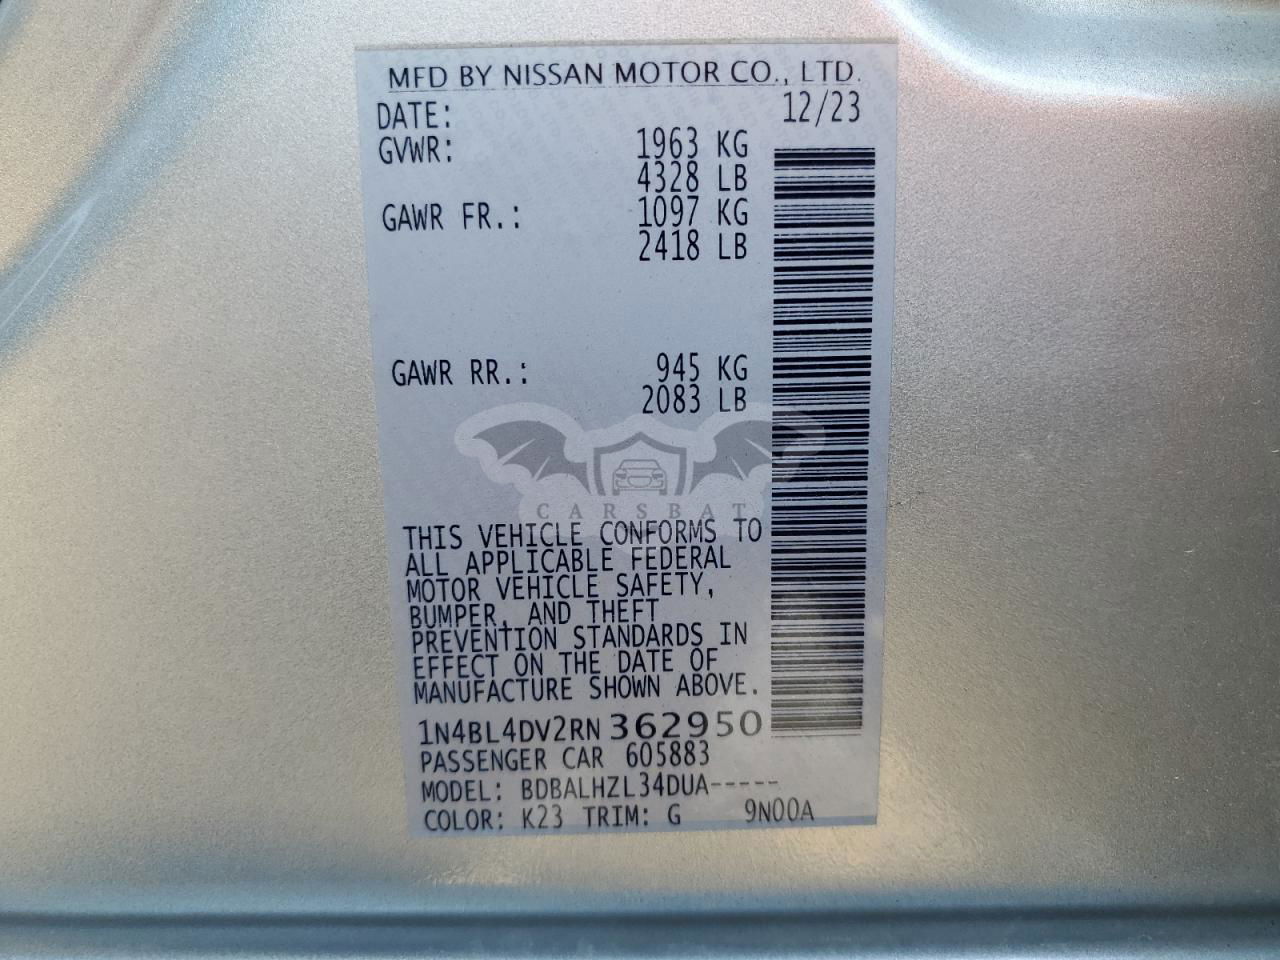 MFD BY NISSAN MOTOR CO., LTD.
DATE: 12/23
GVWR: 1963 KG
4328 LB
GAWR FR.: 1097 KG
2418 LB
GAWR RR.: 945 KG
2083 LB
CARSBAT
THIS VEHICLE CONFORMS TO
ALL APPLICABLE FEDERAL
MOTOR VEHICLE SAFETY,
BUMPER, AND THEFT
PREVENTION STANDARDS IN
EFFECT ON THE DATE OF
MANUFACTURE SHOWN ABOVE.
1N4BL4DV2RN362950
PASSENGER CAR 605883
MODEL: BDBALHZL34DUA-----
COLOR: K23 TRIM: G 9N00A